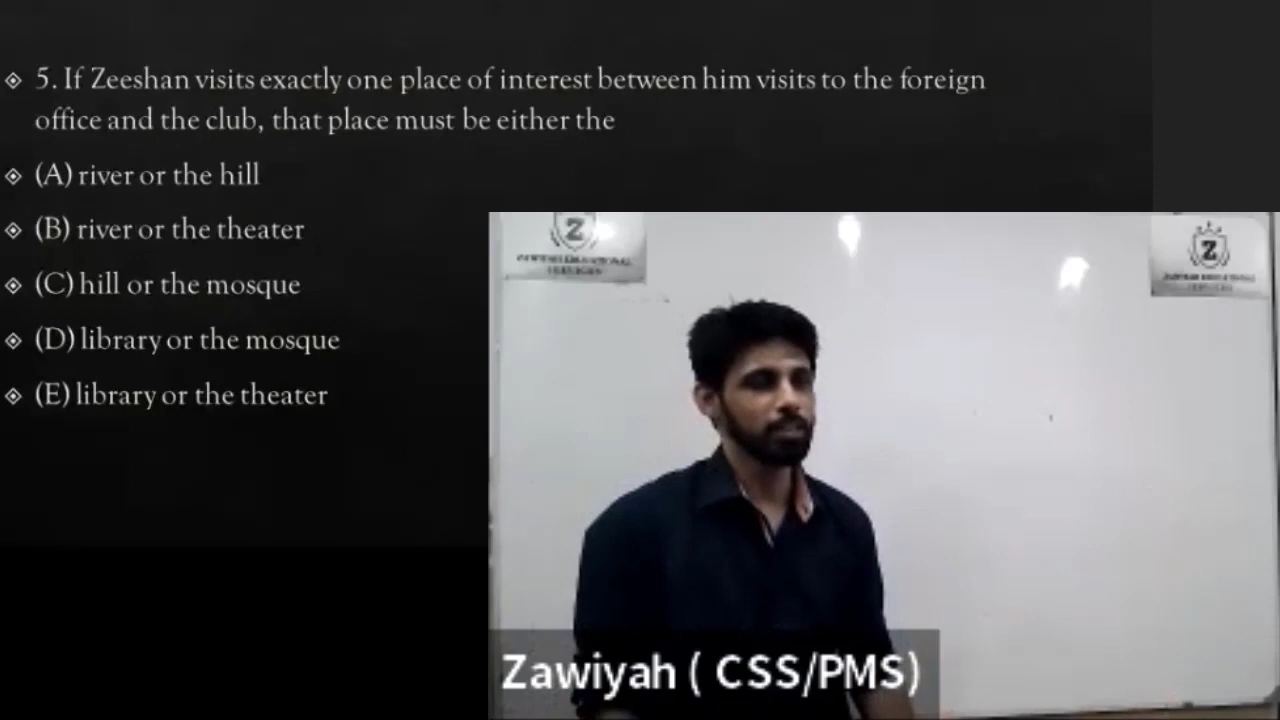 5. If Zeeshan visits exactly one place of interest between him visits to the foreign
office and the club, that place must be either the
(A) river or the hill
(B) river or the theater
(C) hill or the mosque
(D) library or the mosque
(E) library or the theater
Z
Z
Zawiyah ( CSS/PMS)